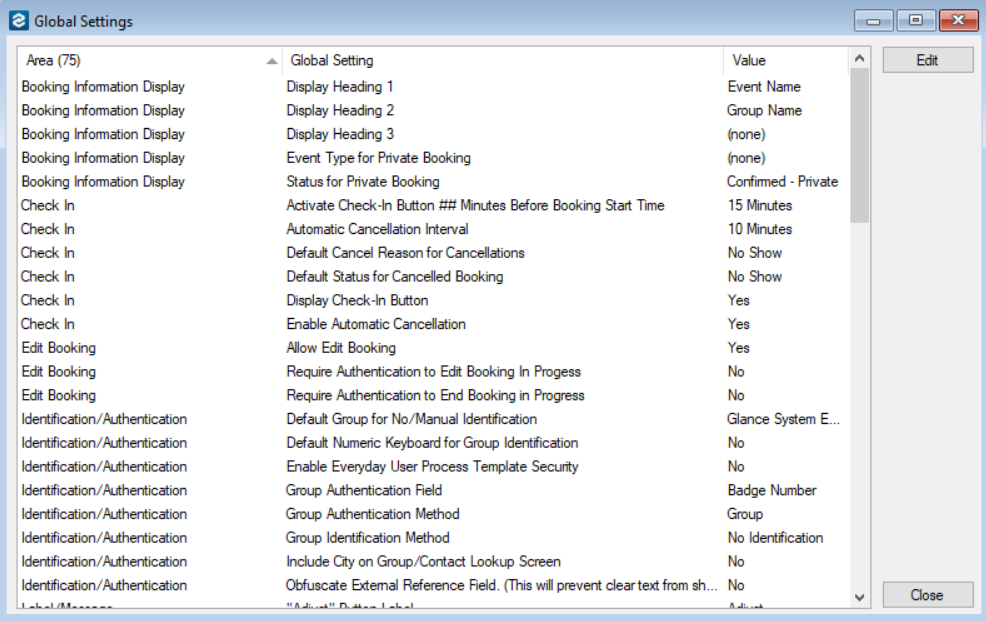 Global Settings
Area (75) Global Setting Value
Edit
Booking Information Display Display Heading 1 Event Name
Booking Information Display Display Heading 2 Group Name
Booking Information Display Display Heading 3 (none)
Booking Information Display Event Type for Private Booking (none)
Booking Information Display Status for Private Booking Confirmed - Private
Check In Activate Check-In Button ## Minutes Before Booking Start Time 15 Minutes
Check In Automatic Cancellation Interval 10 Minutes
Check In Default Cancel Reason for Cancellations No Show
Check In Default Status for Cancelled Booking No Show
Check In Display Check-In Button Yes
Check In Enable Automatic Cancellation Yes
Edit Booking Allow Edit Booking Yes
Edit Booking Require Authentication to Edit Booking In Progess No
Edit Booking Require Authentication to End Booking in Progress No
Identification/Authentication Default Group for No/Manual Identification Glance System E...
Identification/Authentication Default Numeric Keyboard for Group Identification No
Identification/Authentication Enable Everyday User Process Template Security No
Identification/Authentication Group Authentication Field Badge Number
Identification/Authentication Group Authentication Method Group
Identification/Authentication Group Identification Method No Identification
Identification/Authentication Include City on Group/Contact Lookup Screen No
Identification/Authentication Obfuscate External Reference Field. (This will prevent clear text from sh... No
Label/Message "Adjust" Button Label Adjust
Close